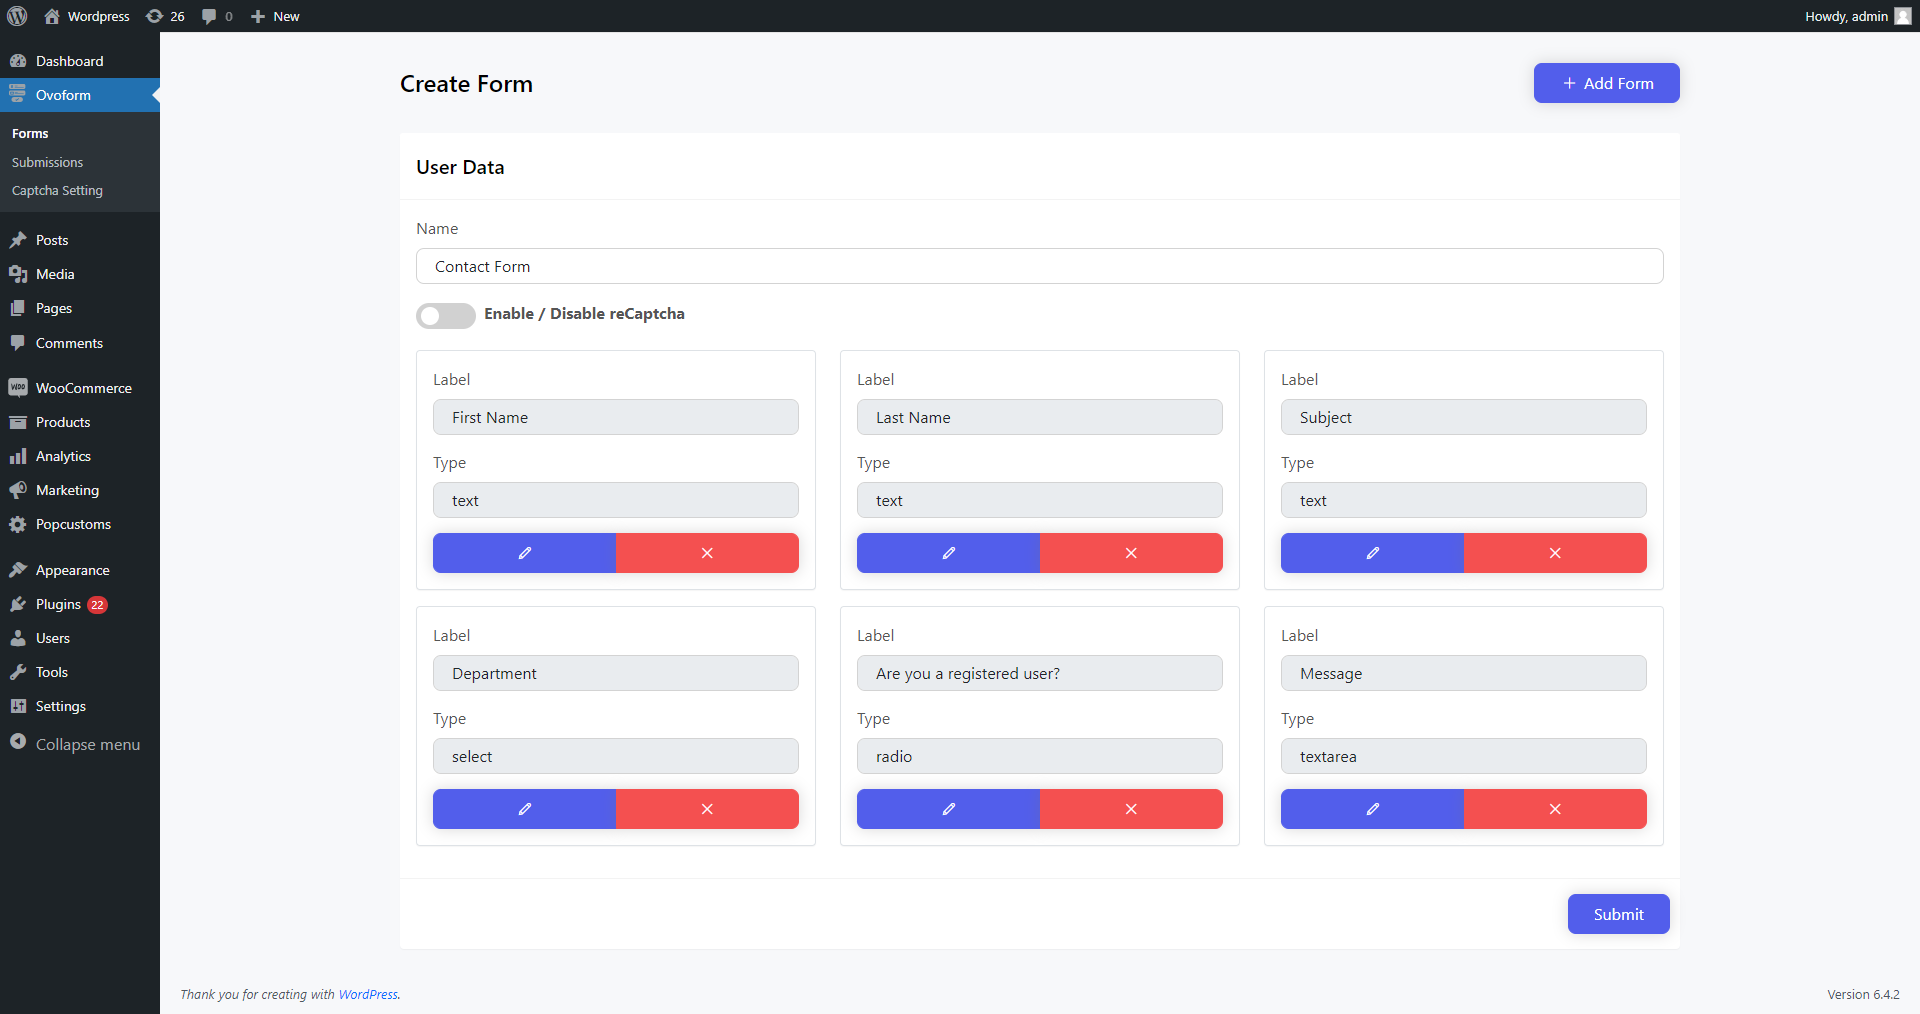 Wordpress 26 0 New Howdy, admin
Dashboard
Ovoform
Forms
Submissions
Captcha Setting
Posts
Media
Pages
Comments
WooCommerce
Products
Analytics
Marketing
Popcustoms
Appearance
Plugins 22
Users
Tools
Settings
Collapse menu
Create Form
Add Form
User Data
Name
Contact Form
Enable / Disable reCaptcha
Label Label Label
First Name Last Name Subject
Type Type Type
text text text
Label Label Label
Department Are you a registered user? Message
Type Type Type
select radio textarea
Submit
Thank you for creating with WordPress. Version 6.4.2